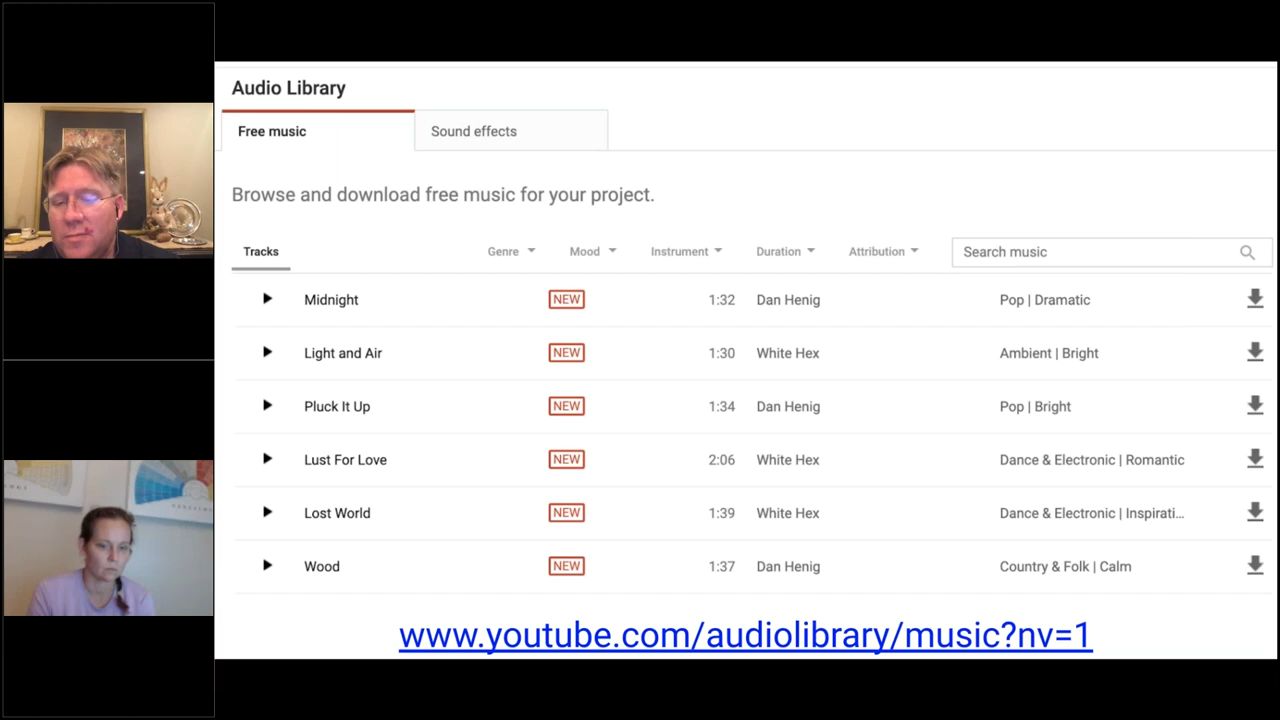 Audio Library
Free music Sound effects
Browse and download free music for your project.
Tracks Genre Mood Instrument Duration Attribution Search music
Midnight NEW 1:32 Dan Henig Pop | Dramatic
Light and Air NEW 1:30 White Hex Ambient | Bright
Pluck It Up NEW 1:34 Dan Henig Pop | Bright
Lust For Love NEW 2:06 White Hex Dance & Electronic | Romantic
Lost World NEW 1:39 White Hex Dance & Electronic | Inspirati...
Wood NEW 1:37 Dan Henig Country & Folk | Calm
www.youtube.com/audiolibrary/music?nv=1